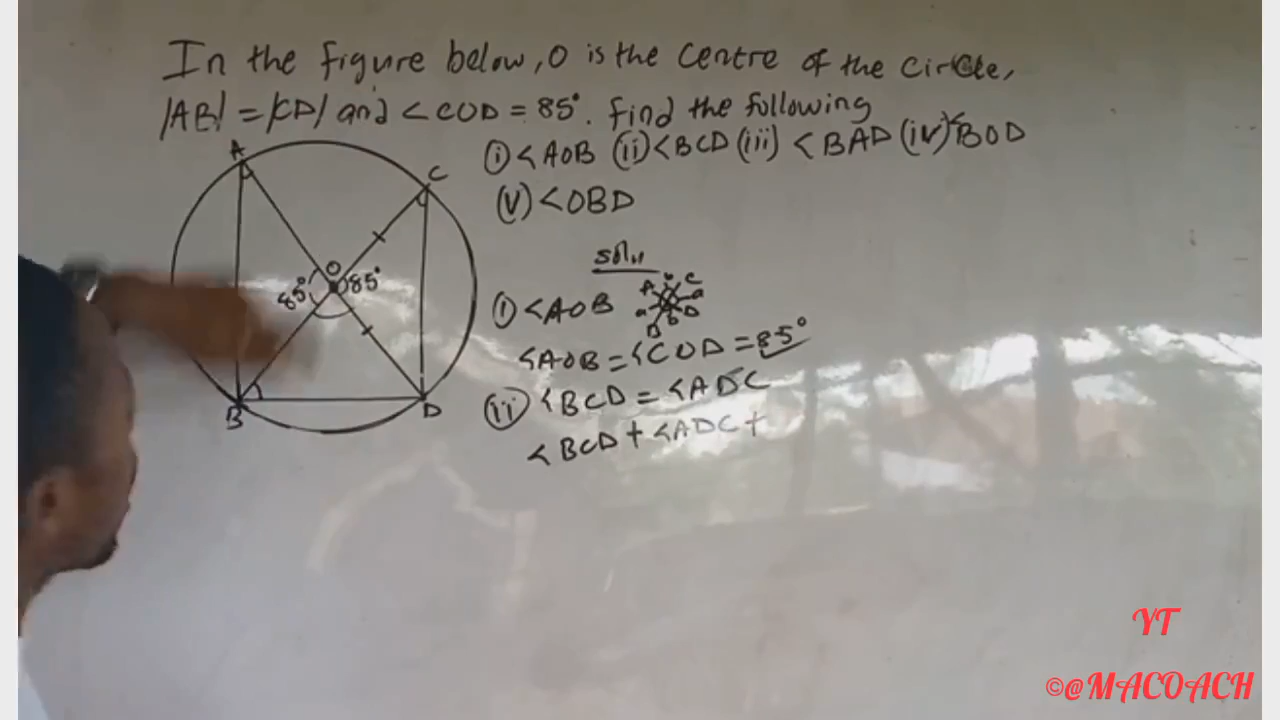 In the figure below, O is the centre of the circle,
|AB| = |CD| and <COD = 85°. find the following
(i) <AOB (ii) <BCD (iii) <BAD (iv) <BOD
(V) <OBD
A
C
O
85°
85°
B
D
soln
(i) <AOB
A C
a a
B b D
<AOB = <COD = 85°
(ii) <BCD = <ADC
<BCD + <ADC +
YT
©@MACOACH